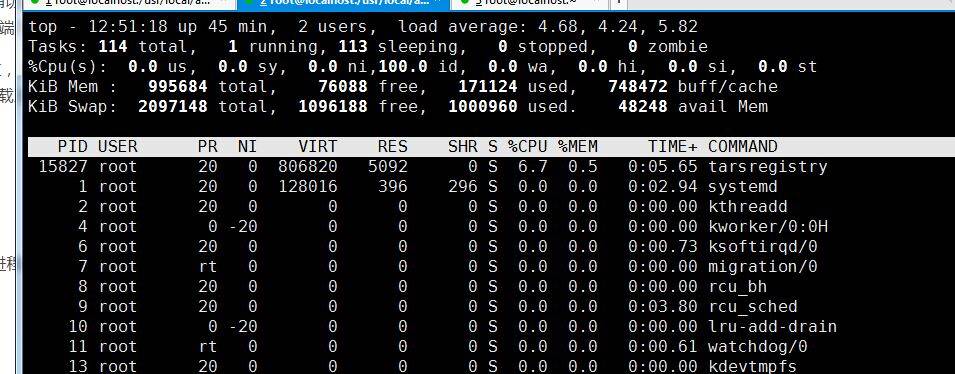 1 root@localhost:/usr/local/a... 2 root@localhost:/usr/local/a... 3 root@localhost:~
端
载
进程
top - 12:51:18 up 45 min,  2 users,  load average: 4.68, 4.24, 5.82
Tasks: 114 total,   1 running, 113 sleeping,   0 stopped,   0 zombie
%Cpu(s):  0.0 us,  0.0 sy,  0.0 ni,100.0 id,  0.0 wa,  0.0 hi,  0.0 si,  0.0 st
KiB Mem :   995684 total,    76088 free,   171124 used,   748472 buff/cache
KiB Swap:  2097148 total,  1096188 free,  1000960 used.    48248 avail Mem
PID USER      PR  NI    VIRT    RES    SHR S %CPU %MEM     TIME+ COMMAND
15827 root      20   0  806820   5092      0 S  6.7  0.5   0:05.65 tarsregistry
1 root      20   0  128016    396    296 S  0.0  0.0   0:02.94 systemd
2 root      20   0       0      0      0 S  0.0  0.0   0:00.00 kthreadd
4 root       0 -20       0      0      0 S  0.0  0.0   0:00.00 kworker/0:0H
6 root      20   0       0      0      0 S  0.0  0.0   0:00.73 ksoftirqd/0
7 root      rt   0       0      0      0 S  0.0  0.0   0:00.00 migration/0
8 root      20   0       0      0      0 S  0.0  0.0   0:00.00 rcu_bh
9 root      20   0       0      0      0 S  0.0  0.0   0:03.80 rcu_sched
10 root       0 -20       0      0      0 S  0.0  0.0   0:00.00 lru-add-drain
11 root      rt   0       0      0      0 S  0.0  0.0   0:00.61 watchdog/0
13 root      20   0       0      0      0 S  0.0  0.0   0:00.00 kdevtmpfs